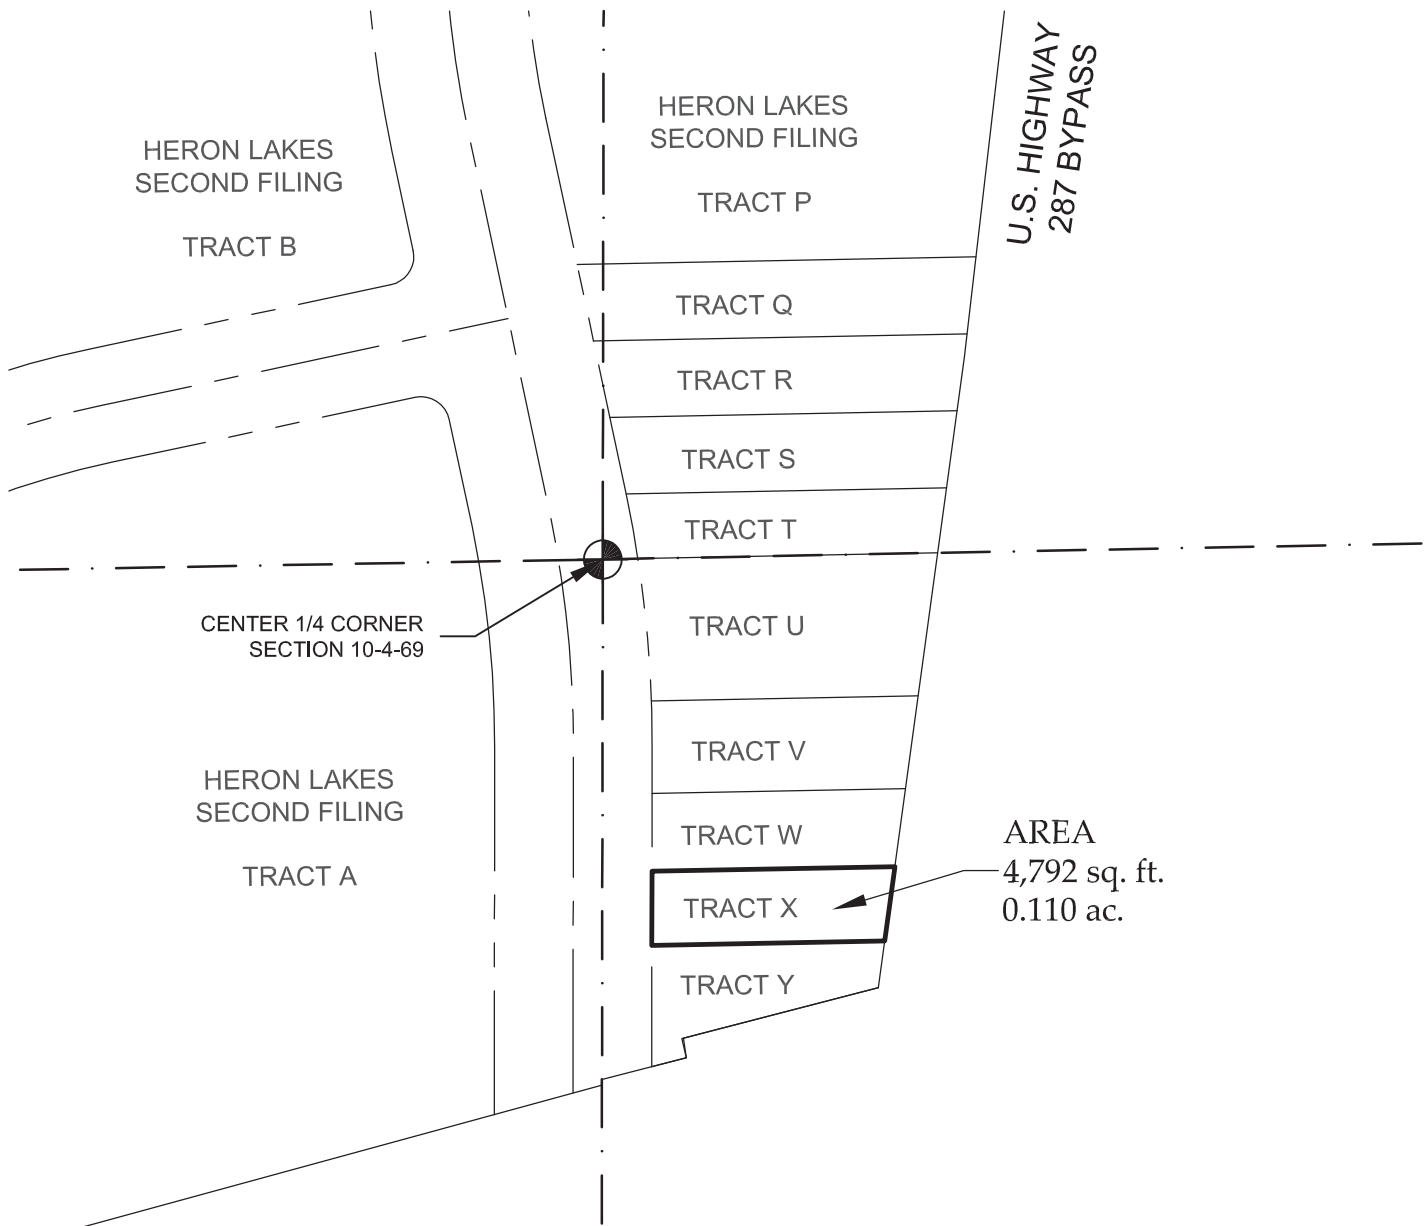 HERON LAKES
SECOND FILING
TRACT B
HERON LAKES
SECOND FILING
TRACT P
U.S. HIGHWAY
287 BYPASS
TRACT Q
TRACT R
TRACT S
TRACT T
CENTER 1/4 CORNER
SECTION 10-4-69
TRACT U
TRACT V
HERON LAKES
SECOND FILING
TRACT A
TRACT W
TRACT X
AREA
4,792 sq. ft.
0.110 ac.
TRACT Y